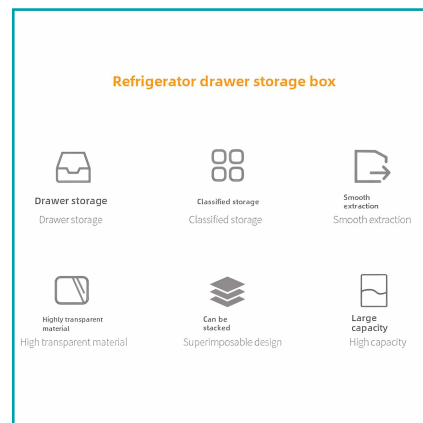 Refrigerator drawer storage box
Drawer storage
Drawer storage
Classified storage
Classified storage
Smooth
extraction
Smooth extraction
Highly transparent
material
High transparent material
Can be
stacked
Superimposable design
Large
capacity
High capacity